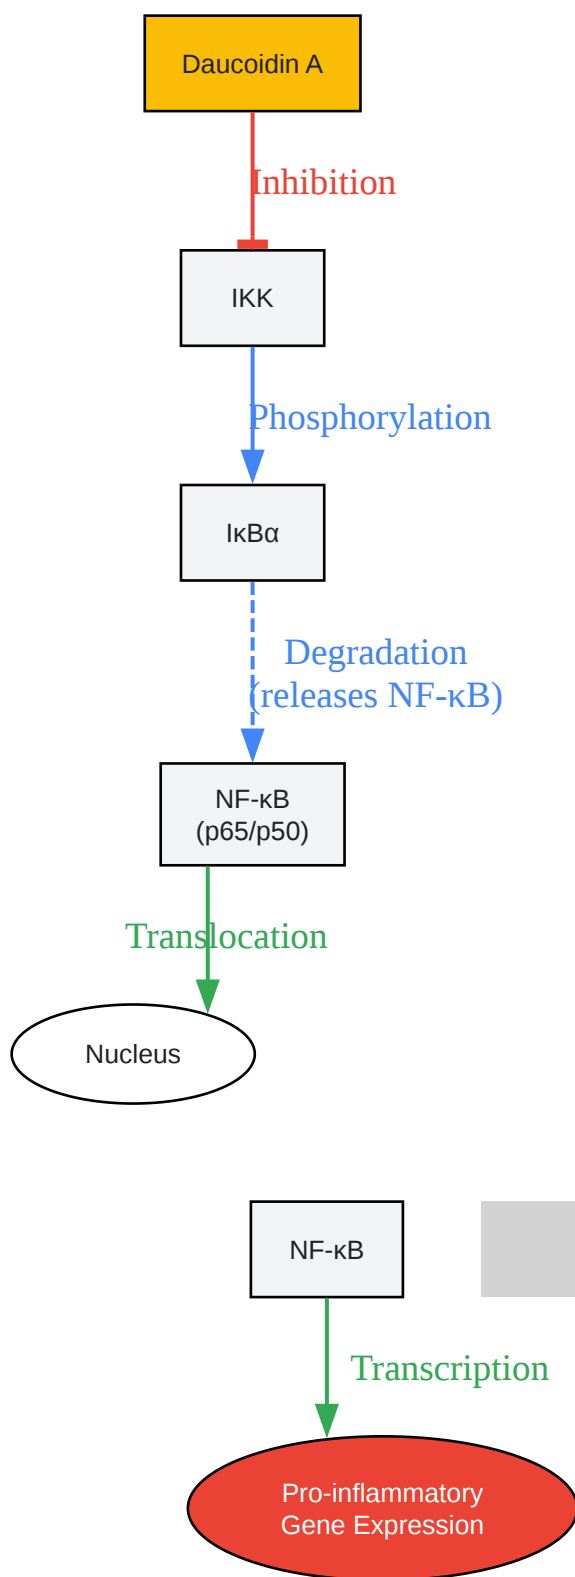 Daucoidin A
Inhibition
IKK
Phosphorylation
IκBα
Degradation
(releases NF-κB)
NF-κB
(p65/p50)
Translocation
Nucleus
NF-κB
Transcription
Pro-inflammatory
Gene Expression